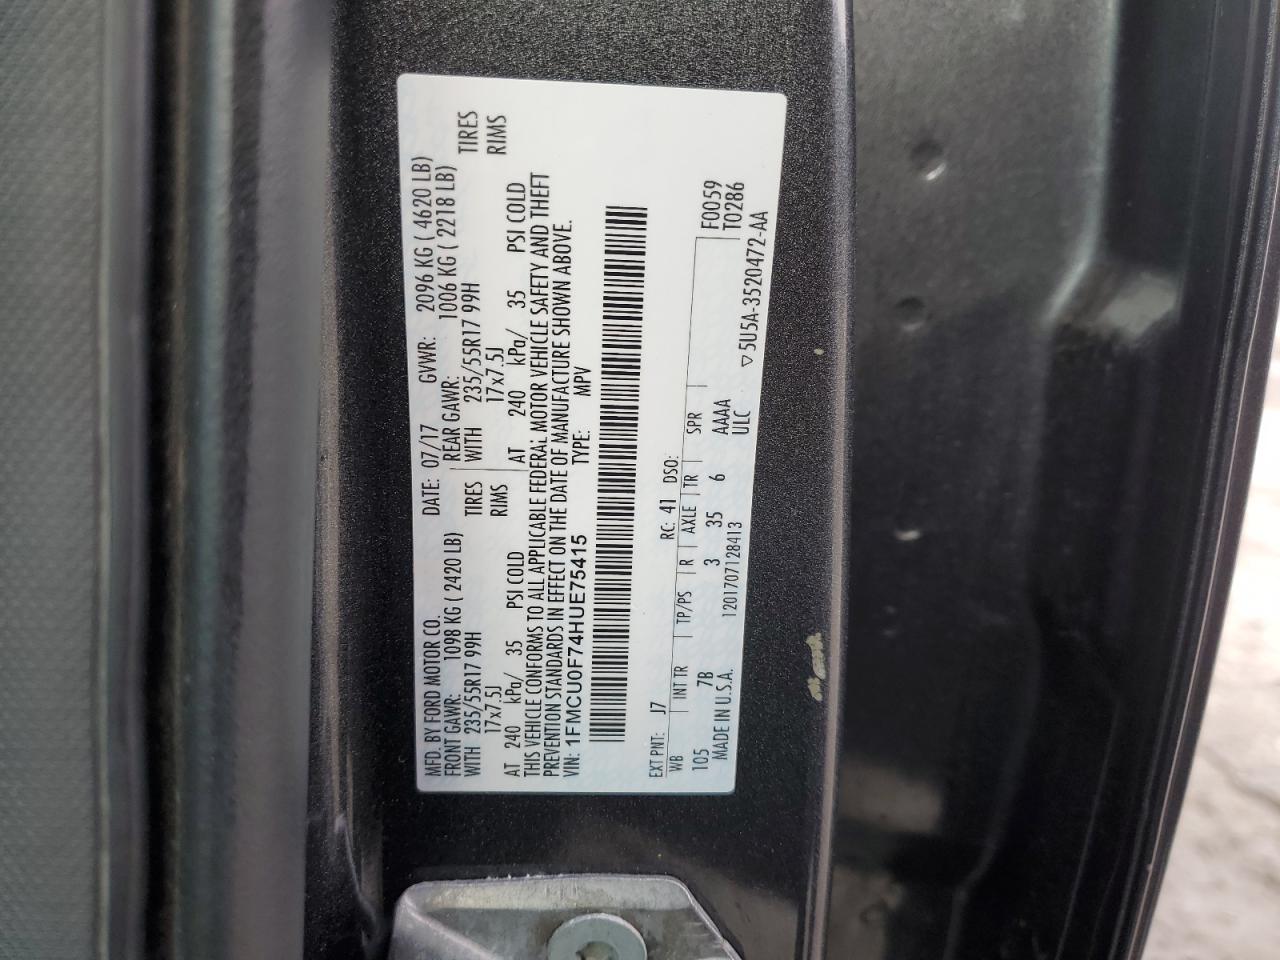 MFD. BY FORD MOTOR CO. DATE: 07/17 GVWR: 2096 KG ( 4620 LB)
FRONT GAWR: 1098 KG ( 2420 LB) REAR GAWR: 1006 KG ( 2218 LB)
WITH 235/55R17 99H TIRES WITH 235/55R17 99H TIRES
17x7.5J RIMS 17x7.5J RIMS
AT 240 kPa/ 35 PSI COLD AT 240 kPa/ 35 PSI COLD
THIS VEHICLE CONFORMS TO ALL APPLICABLE FEDERAL MOTOR VEHICLE SAFETY AND THEFT
PREVENTION STANDARDS IN EFFECT ON THE DATE OF MANUFACTURE SHOWN ABOVE.
VIN: 1FMCU0F74HUE75415 TYPE: MPV
EXT PNT: J7 RC: 41 DSO:
WB INT TR TP/PS R AXLE TR SPR F0059
105 7B 3 35 6 AAAA T0286
MADE IN U.S.A. 1201707128413 ULC
▽5U5A-3520472-AA